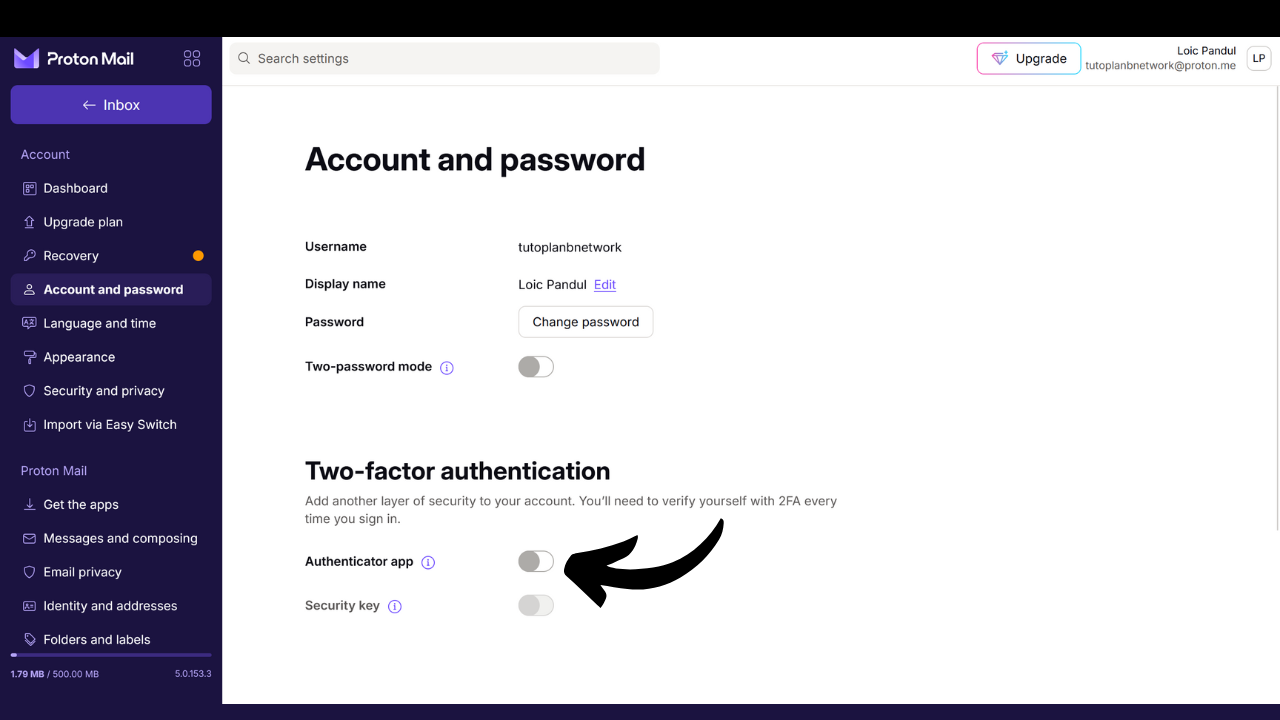 Proton Mail
Search settings
Upgrade
Loic Pandul
tutoplanbnetwork@proton.me
LP
← Inbox
Account
Dashboard
Upgrade plan
Recovery
Account and password
Language and time
Appearance
Security and privacy
Import via Easy Switch
Proton Mail
Get the apps
Messages and composing
Email privacy
Identity and addresses
Folders and labels
1.79 MB / 500.00 MB
5.0.153.3
Account and password
Username
tutoplanbnetwork
Display name
Loic Pandul Edit
Password
Change password
Two-password mode
Two-factor authentication
Add another layer of security to your account. You’ll need to verify yourself with 2FA every
time you sign in.
Authenticator app
Security key